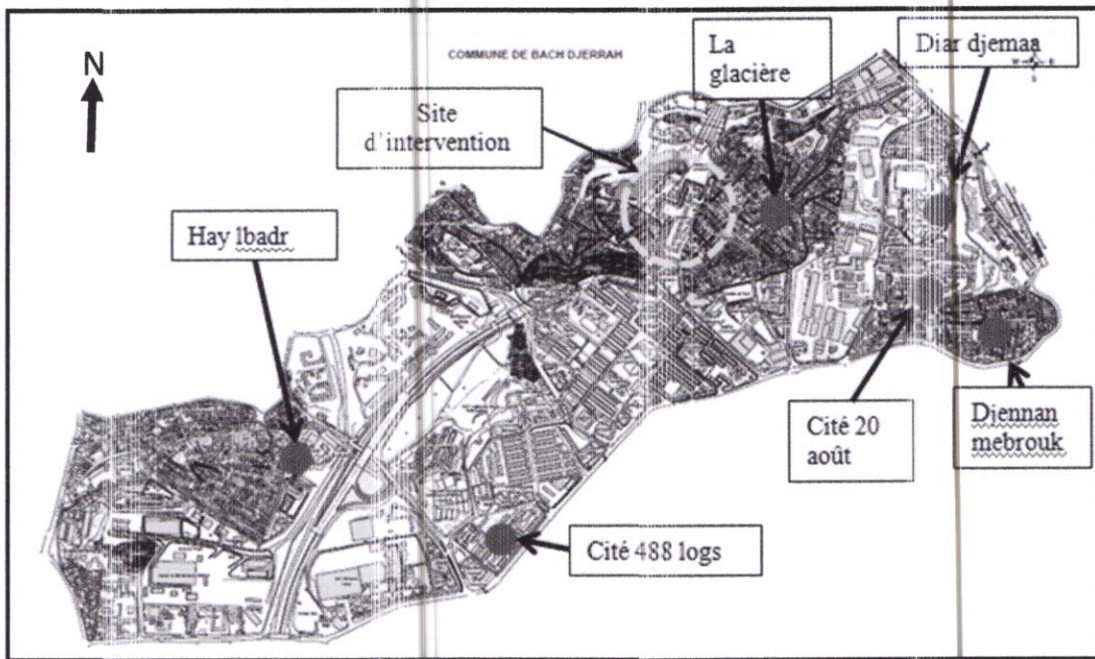 N
COMMUNE DE BACH DJERRAH
La
glacière
Diar djemaa
Site
d'intervention
Hay lbadr
Cité 20
août
Djennan
mebrouk
Cité 488 logs